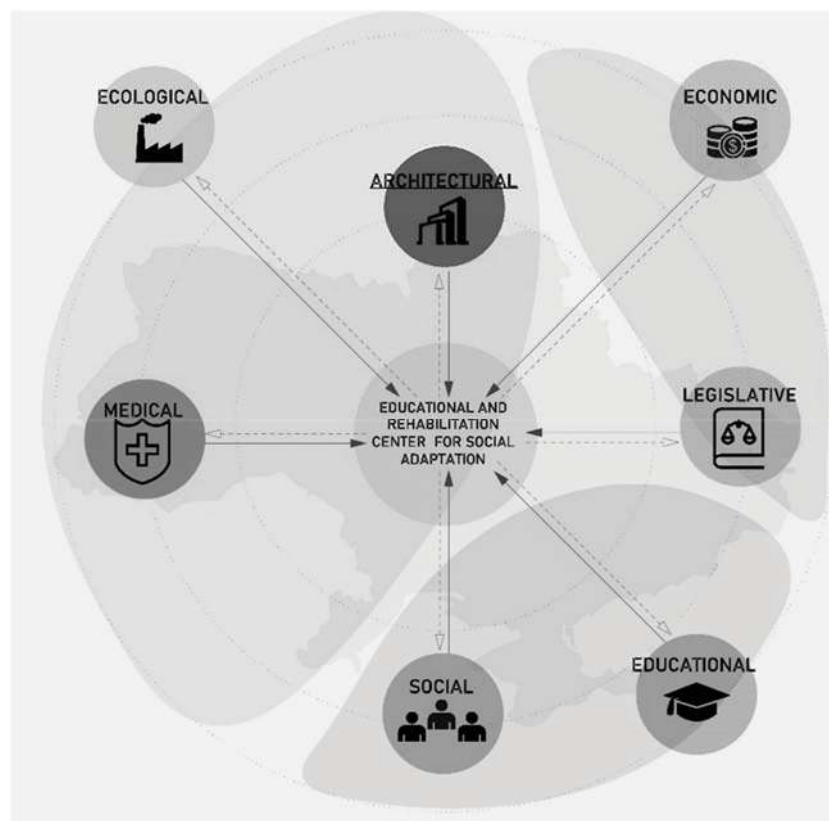 ECOLOGICAL
ECONOMIC
$
ARCHITECTURAL
MEDICAL
EDUCATIONAL AND
REHABILITATION
CENTER FOR SOCIAL
ADAPTATION
LEGISLATIVE
SOCIAL
EDUCATIONAL